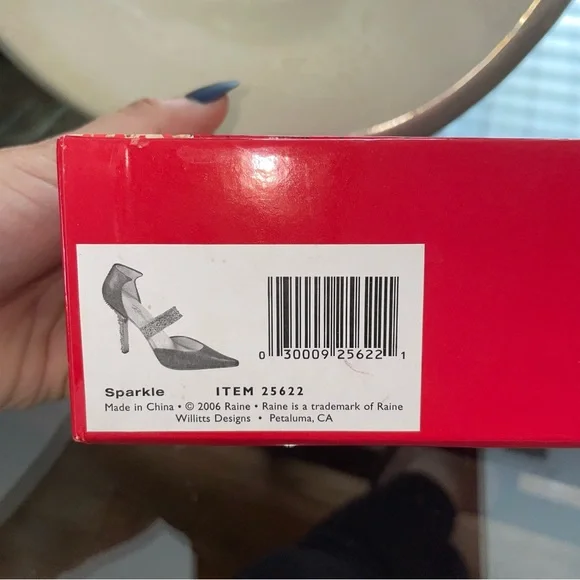 0 30009 25622 1
Sparkle ITEM 25622
Made in China • © 2006 Raine • Raine is a trademark of Raine
Willitts Designs • Petaluma, CA